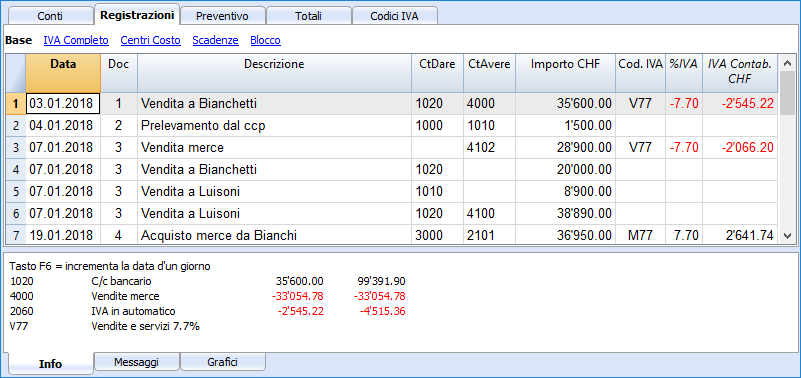 Conti Registrazioni Preventivo Totali Codici IVA
Base IVA Completo Centri Costo Scadenze Blocco
Data Doc Descrizione CtDare CtAvere Importo CHF Cod. IVA %IVA IVA Contab. CHF
1 03.01.2018 1 Vendita a Bianchetti 1020 4000 35'600.00 V77 -7.70 -2'545.22
2 04.01.2018 2 Prelevamento dal ccp 1000 1010 1'500.00
3 07.01.2018 3 Vendita merce 4102 28'900.00 V77 -7.70 -2'066.20
4 07.01.2018 3 Vendita a Bianchetti 1020 20'000.00
5 07.01.2018 3 Vendita a Luisoni 1010 8'900.00
6 07.01.2018 3 Vendita a Luisoni 1020 4100 38'890.00
7 19.01.2018 4 Acquisto merce da Bianchi 3000 2101 36'950.00 M77 7.70 2'641.74
Tasto F6 = incrementa la data d'un giorno
1020 C/c bancario 35'600.00 99'391.90
4000 Vendite merce -33'054.78 -33'054.78
2060 IVA in automatico -2'545.22 -4'515.36
V77 Vendite e servizi 7.7%
Info Messaggi Grafici